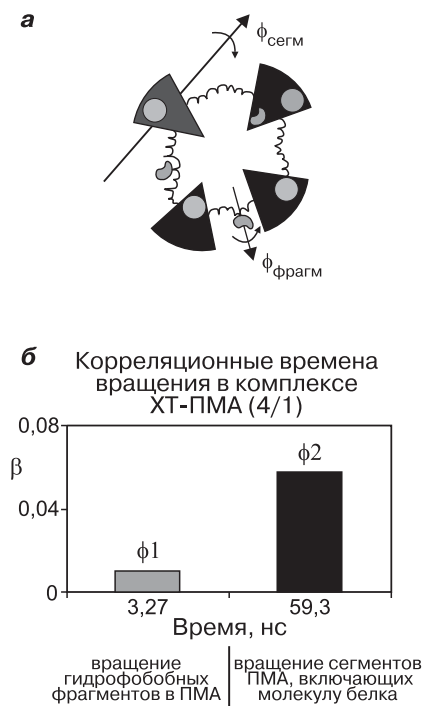 а
ϕсегм
ϕфрагм
б
Корреляционные времена
вращения в комплексе
ХТ-ПМА (4/1)
0,08
β
ϕ2
0,04
ϕ1
0
3,27
59,3
Время, нс
вращение
гидрофобобных
фрагментов в ПМА
вращение сегментов
ПМА, включающих
молекулу белка